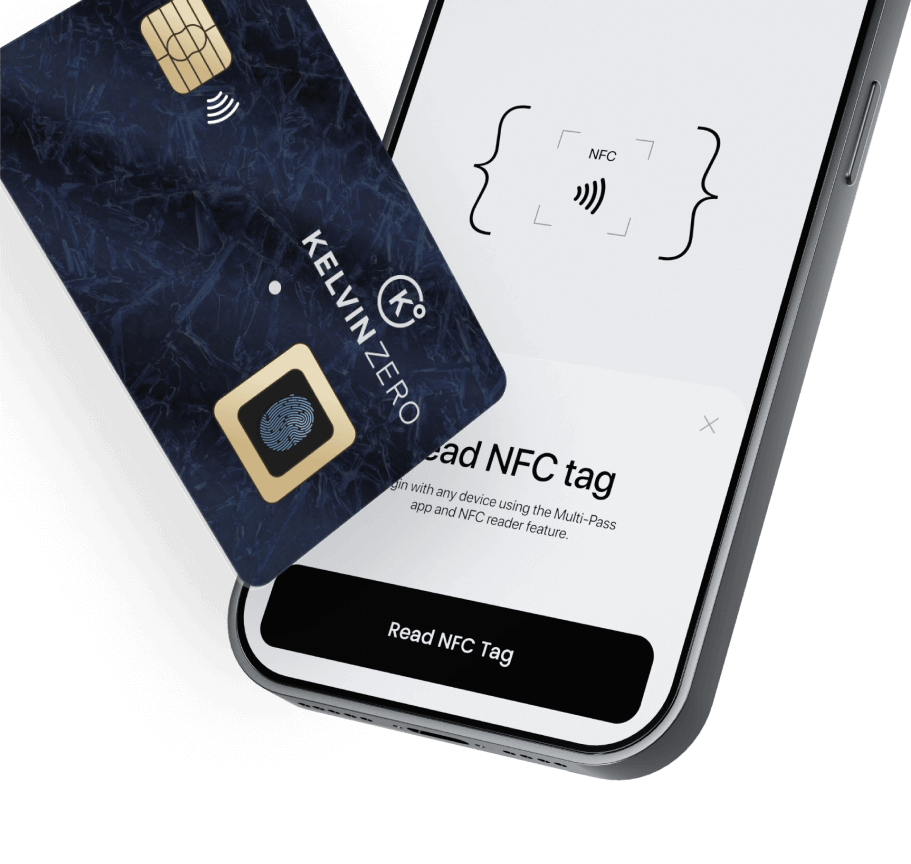 KELVIN ZERO
K
NFC
ead NFC tag
gin with any device using the Multi-Pass
app and NFC reader feature.
Read NFC Tag